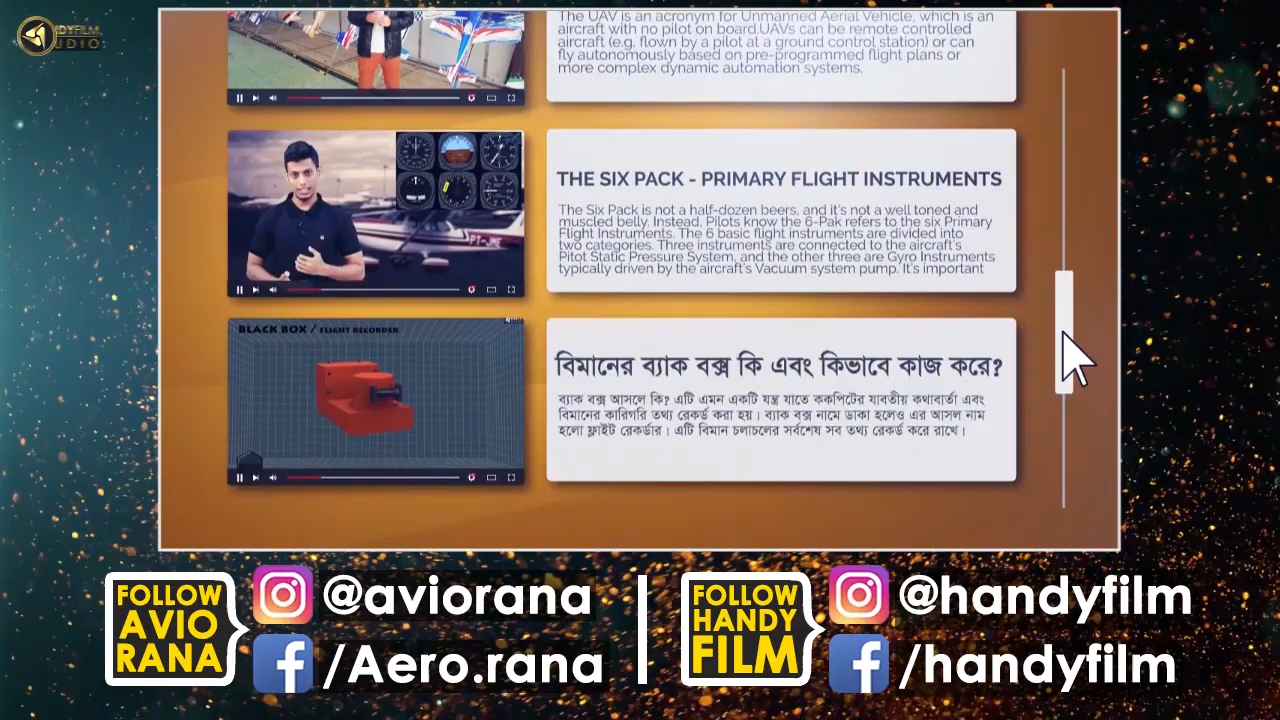 The UAV is an acronym for Unmanned Aerial Vehicle, which is an
aircraft with no pilot on board.UAVs can be remote controlled
aircraft (e.g. flown by a pilot at a ground control station) or can
fly autonomously based on pre-programmed flight plans or
more complex dynamic automation systems.
PT-JME
THE SIX PACK - PRIMARY FLIGHT INSTRUMENTS
The Six Pack is not a half-dozen beers, and it's not a well toned and
muscled belly. Instead, Pilots know the 6-Pak refers to the six Primary
Flight Instruments. The 6 basic flight instruments are divided into
two categories. Three instruments are connected to the aircraft's
Pitot Static Pressure System, and the other three are Gyro Instruments
typically driven by the aircraft's Vacuum system pump. It's important
BLACK BOX / FLIGHT RECORDER
বিমানের ব্যাক বক্স কি এবং কিভাবে কাজ করে?
ব্যাক বক্স আসলে কি? এটি এমন একটি যন্ত্র যাতে ককপিটের যাবতীয় কথাবার্তা এবং
বিমানের কারিগরি তথ্য রেকর্ড করা হয়। ব্যাক বক্স নামে ডাকা হলেও এর আসল নাম
হলো ফ্লাইট রেকর্ডার। এটি বিমান চলাচলের সর্বশেষ সব তথ্য রেকর্ড করে রাখে।
FOLLOW
AVIO
RANA
@aviorana
/Aero.rana
FOLLOW
HANDY
FILM
@handyfilm
/handyfilm